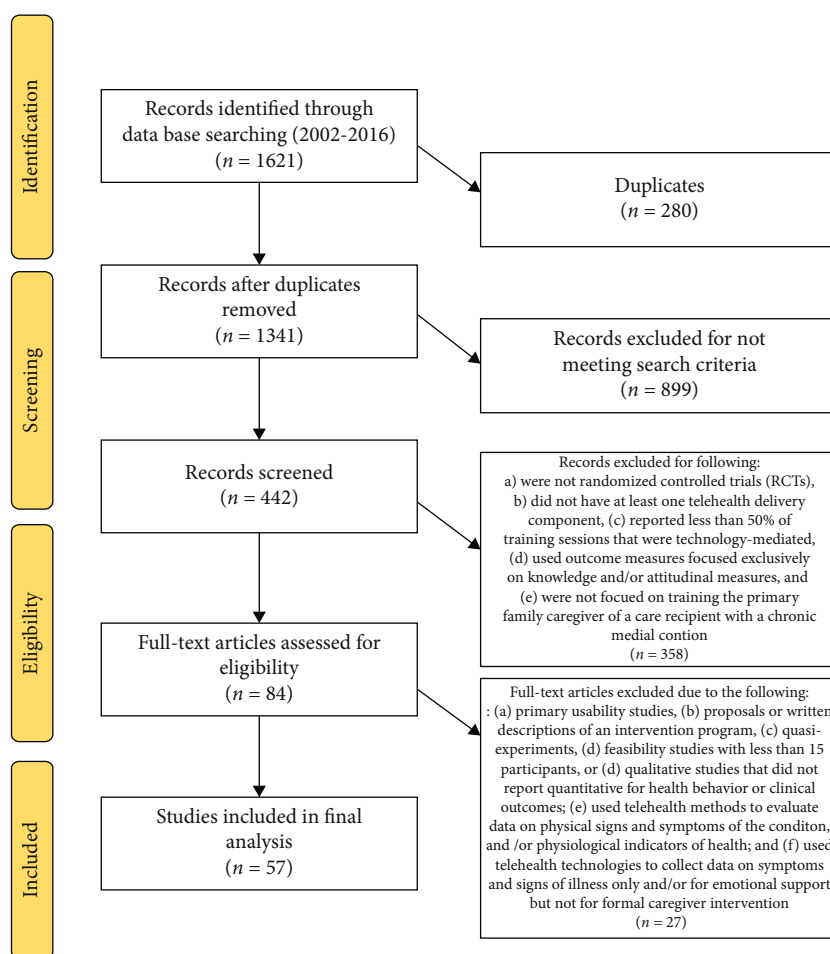 Identification
Records identified through
data base searching (2002-2016)
(n = 1621)
Duplicates
(n = 280)
Screening
Records after duplicates
removed
(n = 1341)
Records excluded for not
meeting search criteria
(n = 899)
Records screened
(n = 442)
Records excluded for following:
a) were not randomized controlled trials (RCTs),
b) did not have at least one telehealth delivery
component, (c) reported less than 50% of
training sessions that were technology-mediated,
(d) used outcome measures focused exclusively
on knowledge and/or attitudinal measures, and
(e) were not focused on training the primary
family caregiver of a care recipient with a chronic
medial contion
(n = 358)
Eligibility
Full-text articles assessed for
eligibility
(n = 84)
Full-text articles excluded due to the following:
: (a) primary usability studies, (b) proposals or written
descriptions of an intervention program, (c) quasi-
experiments, (d) feasibility studies with less than 15
participants, or (d) qualitative studies that did not
report quantitative for health behavior or clinical
outcomes; (e) used telehealth methods to evaluate
data on physical signs and symptoms of the conditon,
and /or physiological indicators of health; and (f) used
telehealth technologies to collect data on symptoms
and signs of illness only and/or for emotional support
but not for formal caregiver intervention
(n = 27)
Included
Studies included in final
analysis
(n = 57)